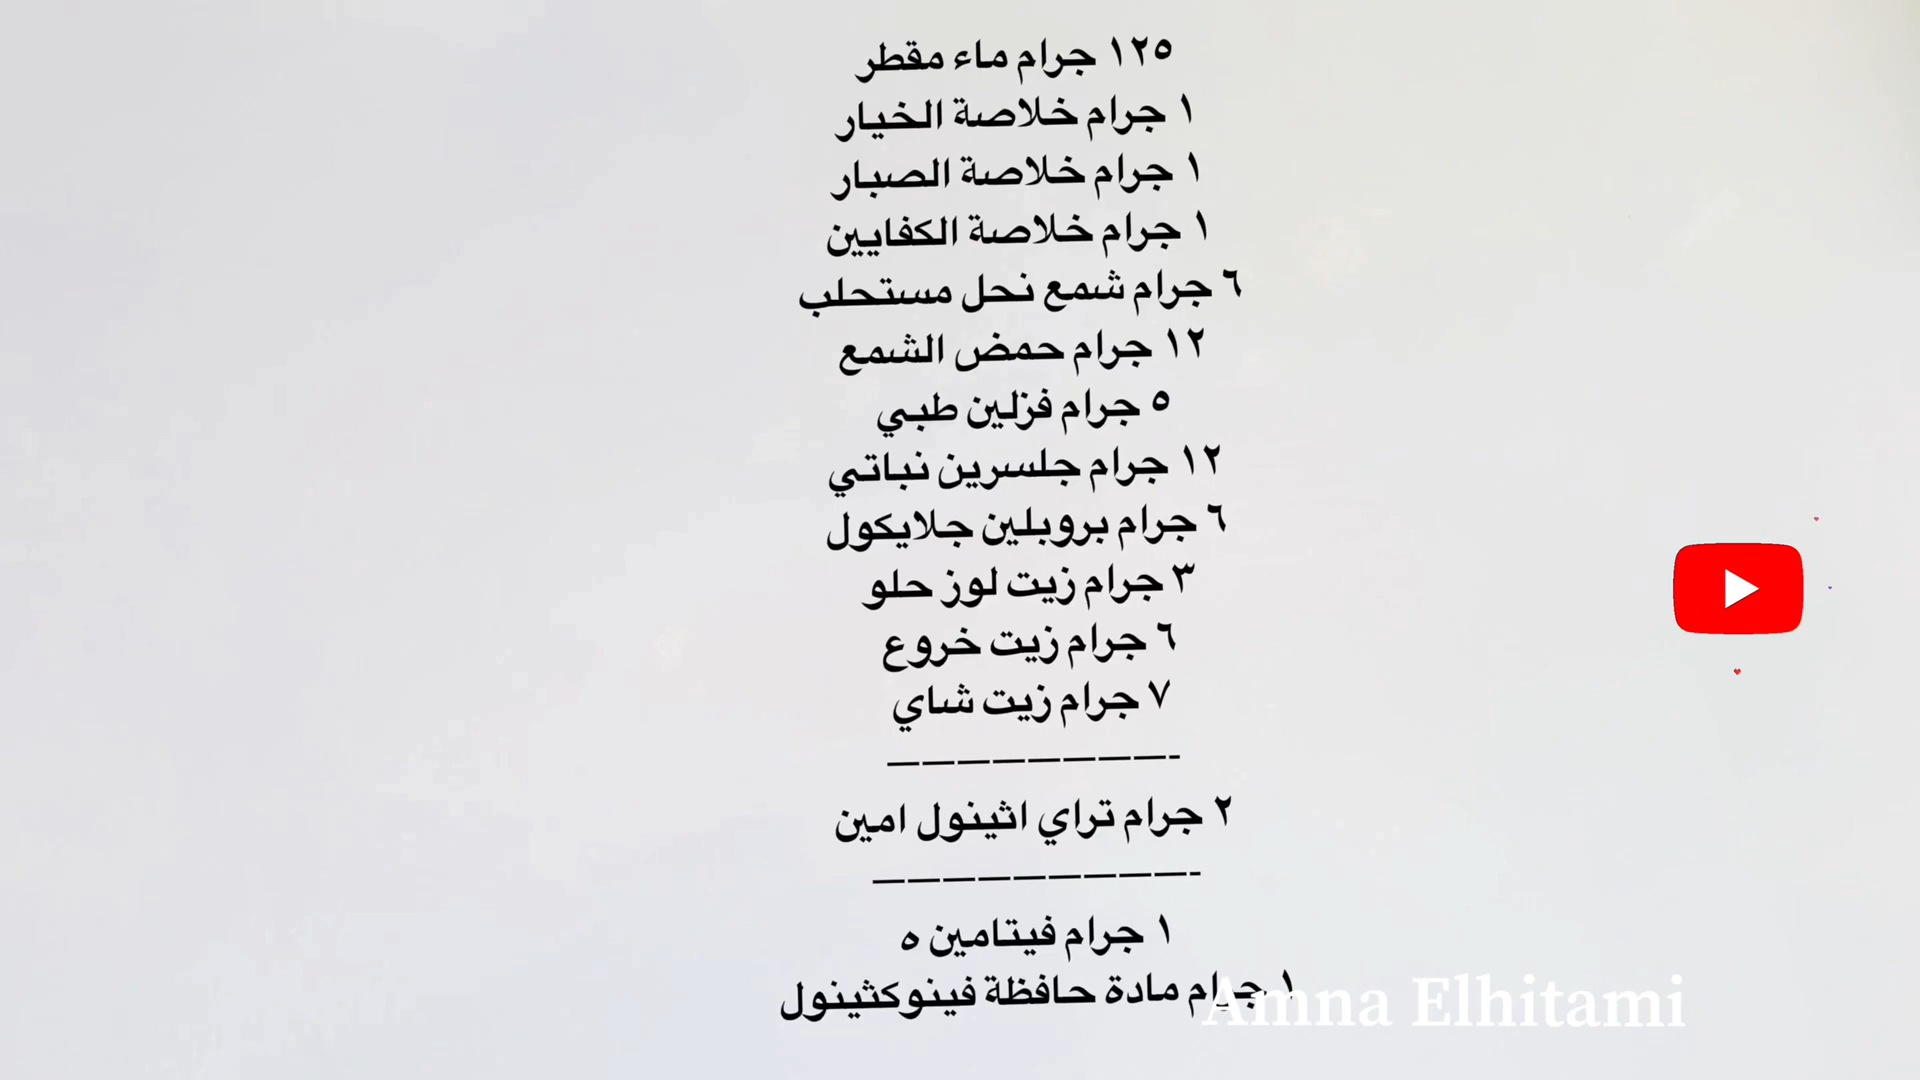 ١٢٥ جرام ماء مقطر
١ جرام خلاصة الخيار
١ جرام خلاصة الصبار
١ جرام خلاصة الكفايين
٦ جرام شمع نحل مستحلب
١٢ جرام حمض الشمع
٥ جرام فزلين طبي
١٢ جرام جلسرين نباتي
٦ جرام بروبلين جلايكول
٣ جرام زيت لوز حلو
٦ جرام زيت خروع
٧ جرام زيت شاي
————————-
٢ جرام تراي اثينول امين
—————————-
١ جرام فيتامين ه
١ جرام مادة حافظة فينوكثينول
Amna Elhitami